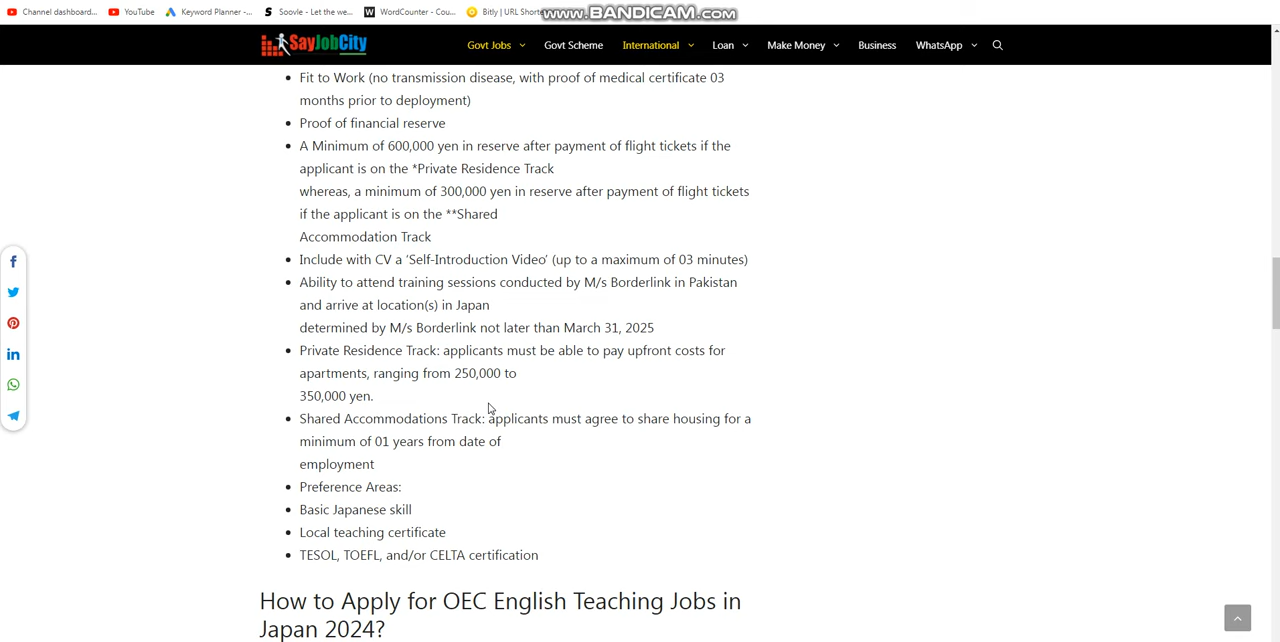 Channel dashboard... YouTube Keyword Planner -... Soovle - Let the we... WordCounter - Cou... Bitly | URL Shorte
www.BANDICAM.com
SayJobCity Govt Jobs Govt Scheme International Loan Make Money Business WhatsApp
Fit to Work (no transmission disease, with proof of medical certificate 03
months prior to deployment)
Proof of financial reserve
A Minimum of 600,000 yen in reserve after payment of flight tickets if the
applicant is on the *Private Residence Track
whereas, a minimum of 300,000 yen in reserve after payment of flight tickets
if the applicant is on the **Shared
Accommodation Track
Include with CV a ‘Self-Introduction Video’ (up to a maximum of 03 minutes)
Ability to attend training sessions conducted by M/s Borderlink in Pakistan
and arrive at location(s) in Japan
determined by M/s Borderlink not later than March 31, 2025
Private Residence Track: applicants must be able to pay upfront costs for
apartments, ranging from 250,000 to
350,000 yen.
Shared Accommodations Track: applicants must agree to share housing for a
minimum of 01 years from date of
employment
Preference Areas:
Basic Japanese skill
Local teaching certificate
TESOL, TOEFL, and/or CELTA certification
How to Apply for OEC English Teaching Jobs in
Japan 2024?